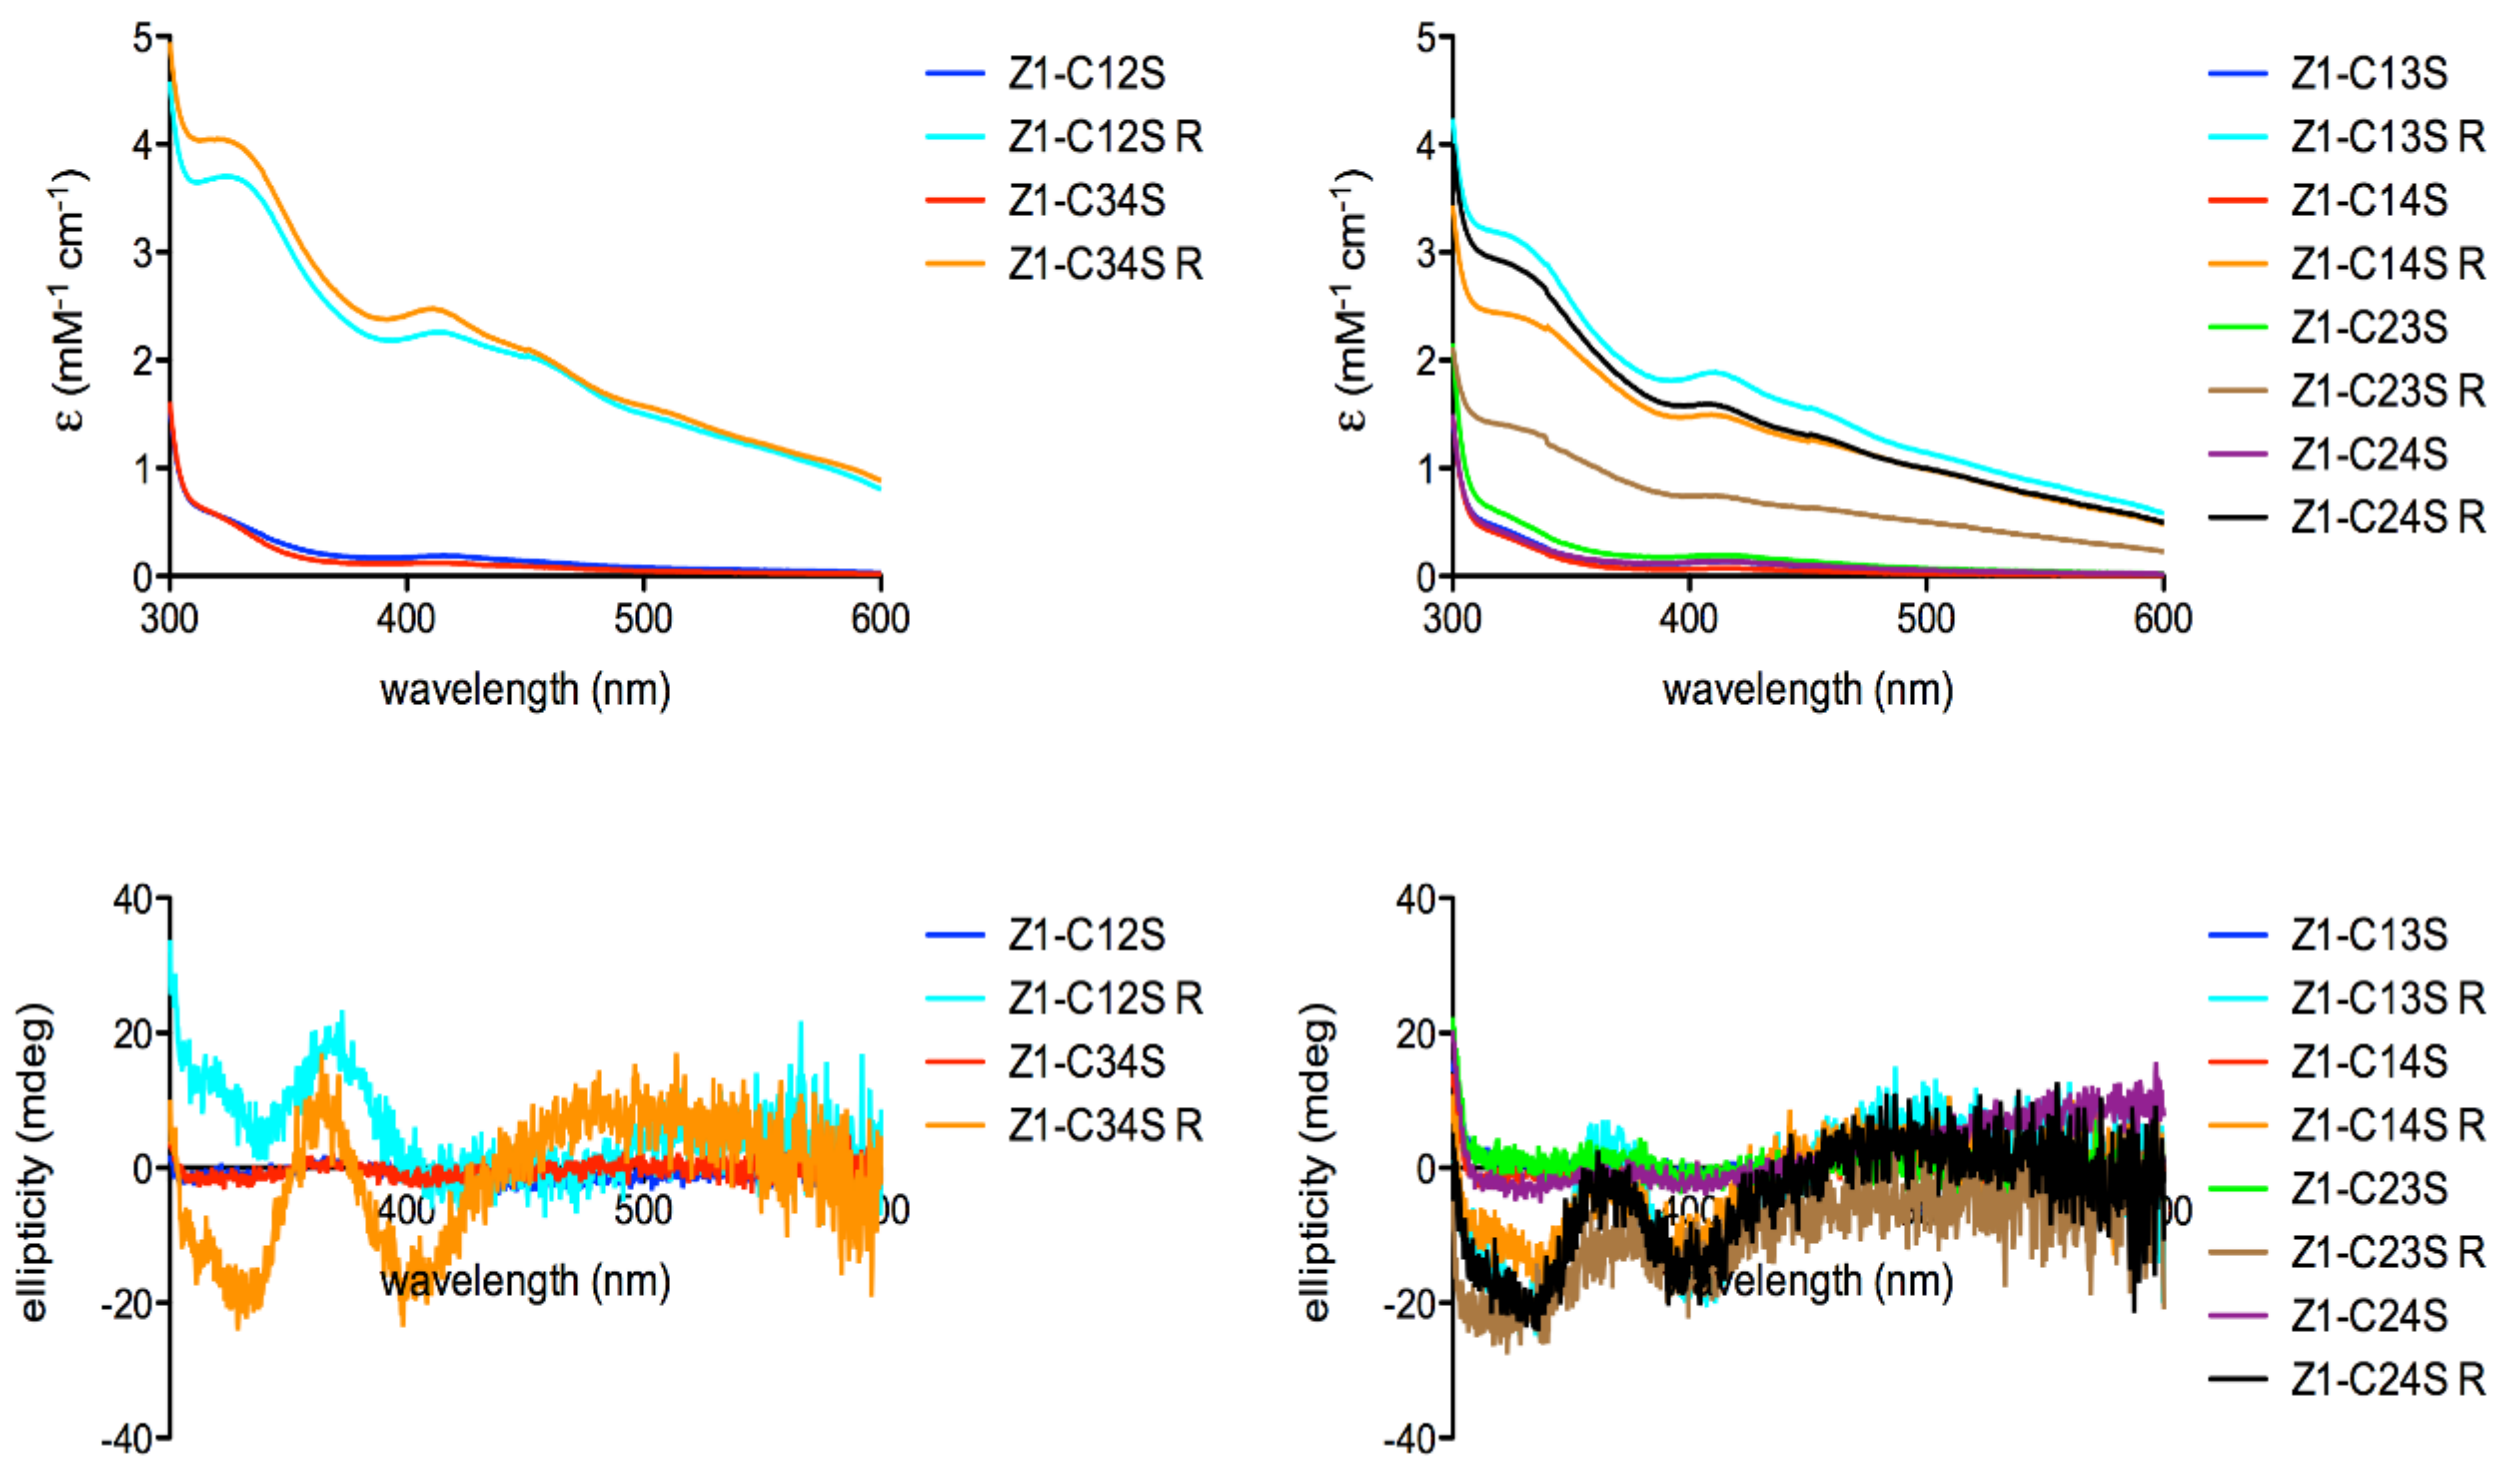 5
4
3
2
1
0
300
400
500
600
ε (mM-1 cm-1)
wavelength (nm)
Z1-C12S
Z1-C12S R
Z1-C34S
Z1-C34S R
5
4
3
2
1
0
300
400
500
600
ε (mM-1 cm-1)
wavelength (nm)
Z1-C13S
Z1-C13S R
Z1-C14S
Z1-C14S R
Z1-C23S
Z1-C23S R
Z1-C24S
Z1-C24S R
40
20
0
-20
-40
400
500
00
ellipticity (mdeg)
wavelength (nm)
Z1-C12S
Z1-C12S R
Z1-C34S
Z1-C34S R
40
20
0
-20
-40
400
ellipticity (mdeg)
wavelength (nm)
Z1-C13S
Z1-C13S R
Z1-C14S
Z1-C14S R
Z1-C23S
Z1-C23S R
Z1-C24S
Z1-C24S R